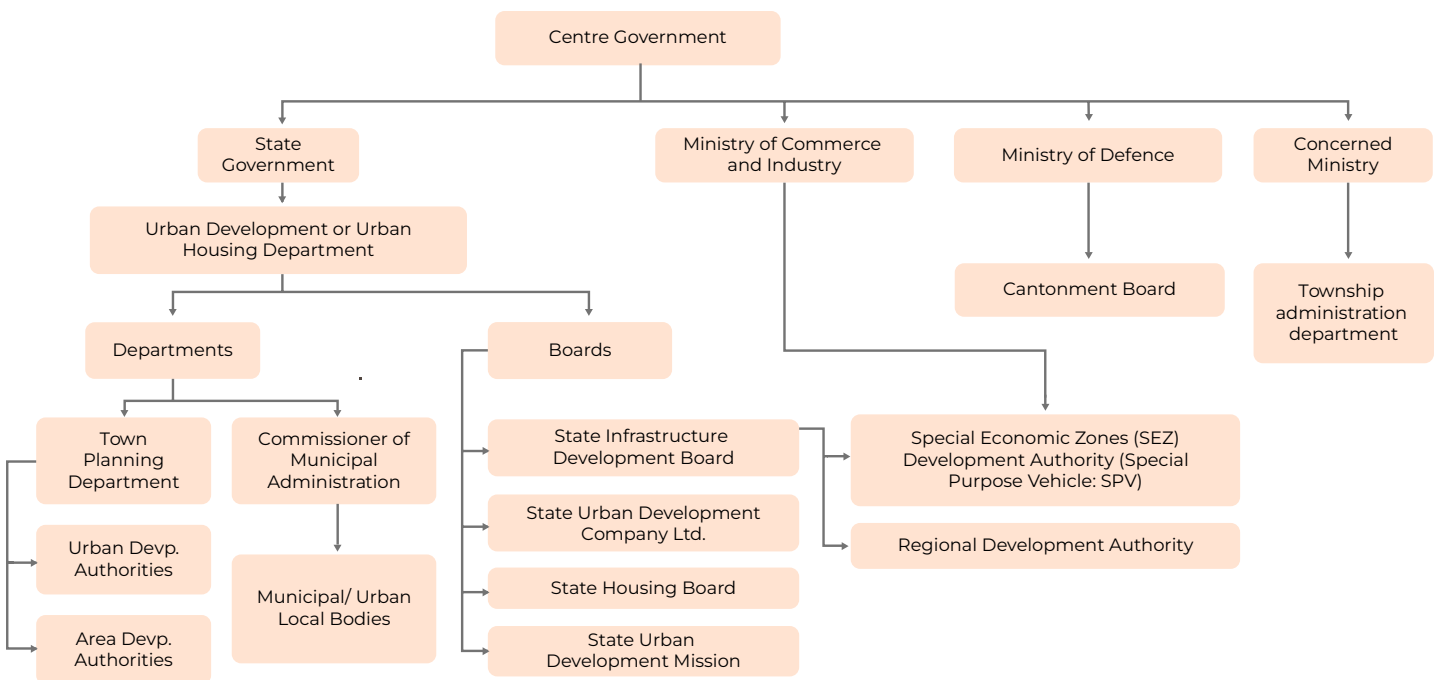 Centre Government
State
Government
Ministry of Commerce
and Industry
Ministry of Defence
Concerned
Ministry
Urban Development or Urban
Housing Department
Cantonment Board
Township
administration
department
Departments
Boards
Town
Planning
Department
Commissioner of
Municipal
Administration
State Infrastructure
Development Board
Special Economic Zones (SEZ)
Development Authority (Special
Purpose Vehicle: SPV)
State Urban Development
Company Ltd.
Regional Development Authority
Urban Devp.
Authorities
Municipal/ Urban
Local Bodies
State Housing Board
Area Devp.
Authorities
State Urban
Development Mission